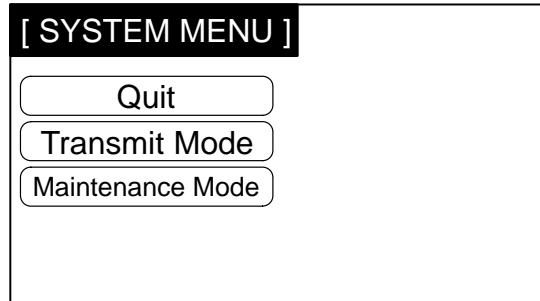 [ SYSTEM MENU ]
Quit
Transmit Mode
Maintenance Mode